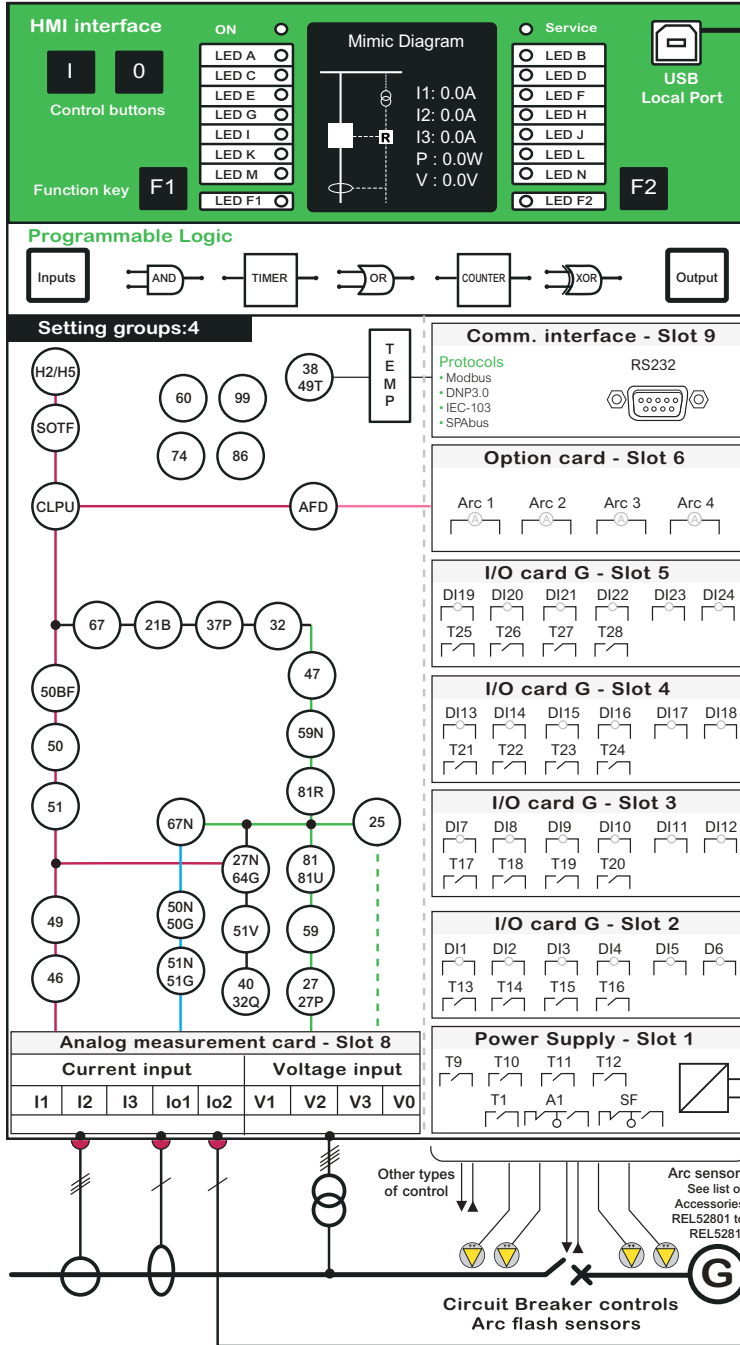 HMI interface
ON
Service
I
0
Control buttons
Function key
F1
LED A
LED C
LED E
LED G
LED I
LED K
LED M
LED F1
Mimic Diagram
R
I1: 0.0A
I2: 0.0A
I3: 0.0A
P : 0.0W
V : 0.0V
LED B
LED D
LED F
LED H
LED J
LED L
LED N
LED F2
F2
USB
Local Port
Programmable Logic
Inputs
AND
TIMER
OR
COUNTER
XOR
Output
Setting groups:4
H2/H5
SOTF
CLPU
60
99
74
86
38
49T
T
E
M
P
AFD
67
21B
37P
32
47
59N
81R
50BF
50
51
49
46
67N
25
27N
64G
81
81U
50N
50G
51V
59
51N
51G
40
32Q
27
27P
Comm. interface - Slot 9
Protocols
• Modbus
• DNP3.0
• IEC-103
• SPAbus
RS232
Option card - Slot 6
Arc 1 Arc 2 Arc 3 Arc 4
A A A A
I/O card G - Slot 5
DI19 DI20 DI21 DI22 DI23 DI24
T25 T26 T27 T28
I/O card G - Slot 4
DI13 DI14 DI15 DI16 DI17 DI18
T21 T22 T23 T24
I/O card G - Slot 3
DI7 DI8 DI9 DI10 DI11 DI12
T17 T18 T19 T20
I/O card G - Slot 2
DI1 DI2 DI3 DI4 DI5 D6
T13 T14 T15 T16
Power Supply - Slot 1
T9 T10 T11 T12
T1 A1 SF
Analog measurement card - Slot 8
Current input Voltage input
I1 I2 I3 Io1 Io2 V1 V2 V3 V0
Other types
of control
Arc sensor
See list o
Accessories
REL52801 to
REL5281
G
Circuit Breaker controls
Arc flash sensors